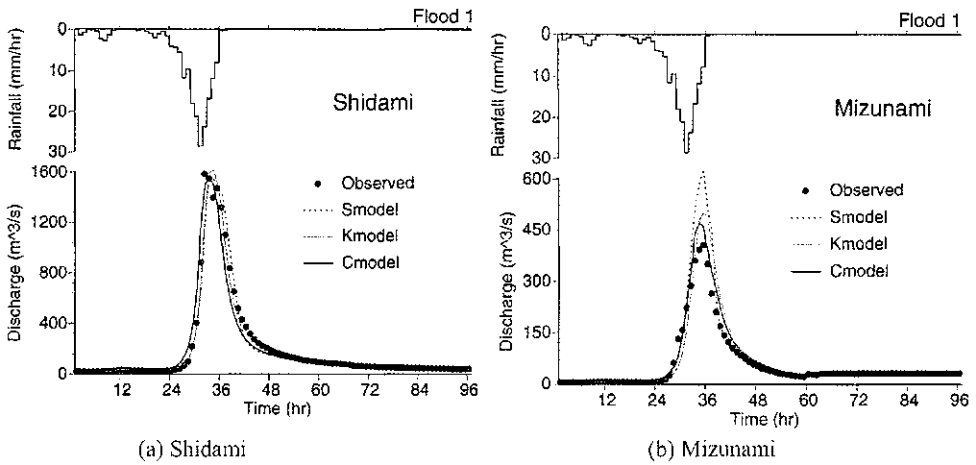 Flood 1
0
10
20
30
Rainfall (mm/hr)
Shidami
1600
1200
800
400
0
Discharge (m^3/s)
Observed
Smodel
Kmodel
Cmodel
12 24 36 48 60 72 84 96
Time (hr)
(a) Shidami
Flood 1
0
10
20
30
Rainfall (mm/hr)
Mizunami
600
450
300
150
0
Discharge (m^3/s)
Observed
Smodel
Kmodel
Cmodel
12 24 36 48 60 72 84 96
Time (hr)
(b) Mizunami